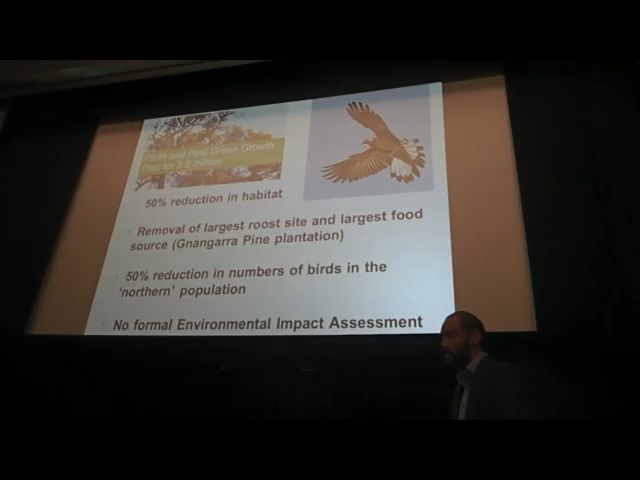 Perth and Peel Green Growth
Plan for 3.5 million
50% reduction in habitat
Removal of largest roost site and largest food
source (Gnangarra Pine plantation)
50% reduction in numbers of birds in the
'northern' population
No formal Environmental Impact Assessment